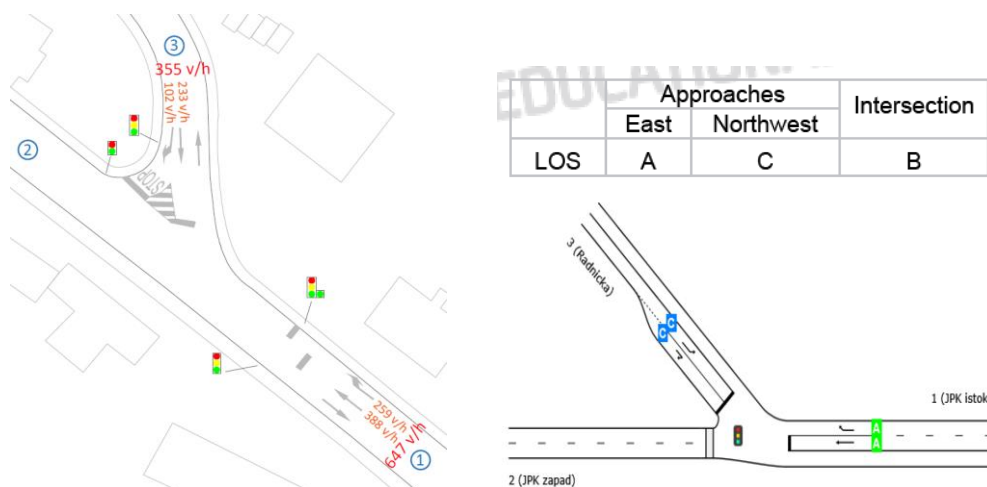 3
355 v/h
233 v/h
102 v/h
2
STOP
259 v/h
388 v/h
647 v/h
1
EDUCATIONA
Approaches
Intersection
East
Northwest
LOS
A
C
B
3 (Radnicka)
C
C
1 (JPK istok
A
A
2 (JPK zapad)